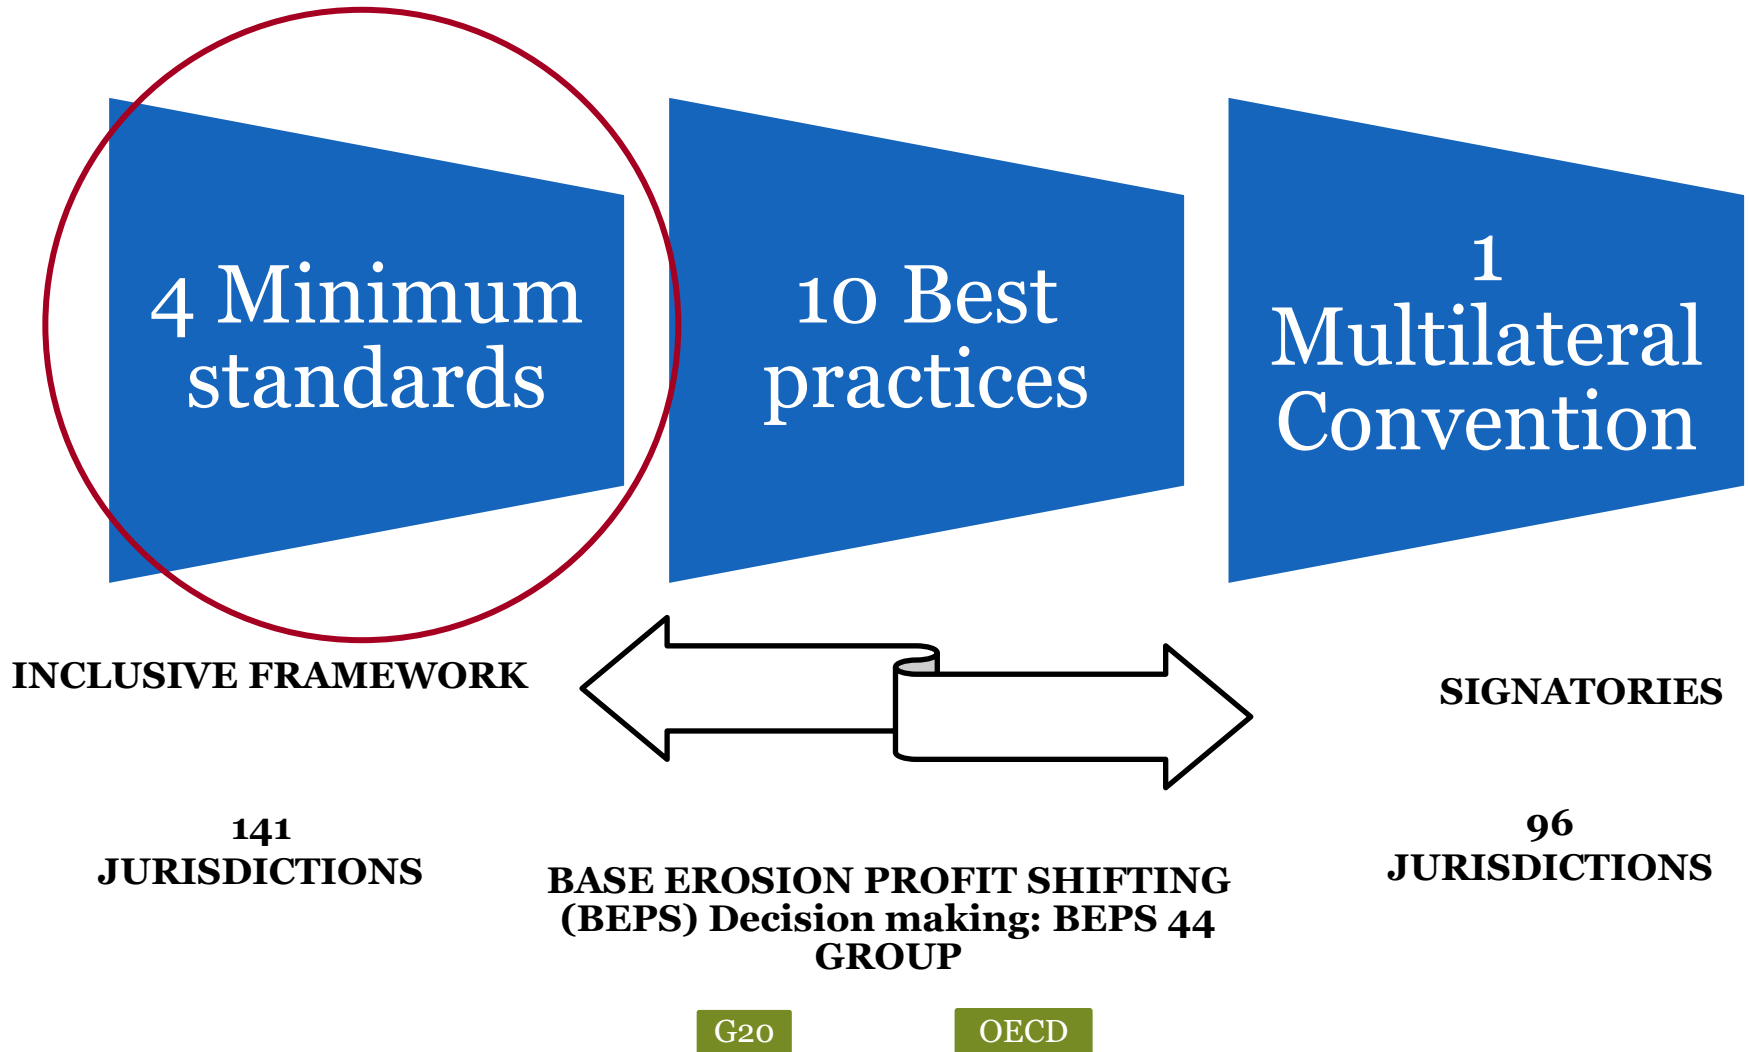 4 Minimum
standards
10 Best
practices
1
Multilateral
Convention
INCLUSIVE FRAMEWORK
SIGNATORIES
141
JURISDICTIONS
96
JURISDICTIONS
BASE EROSION PROFIT SHIFTING
(BEPS) Decision making: BEPS 44
GROUP
G20
OECD